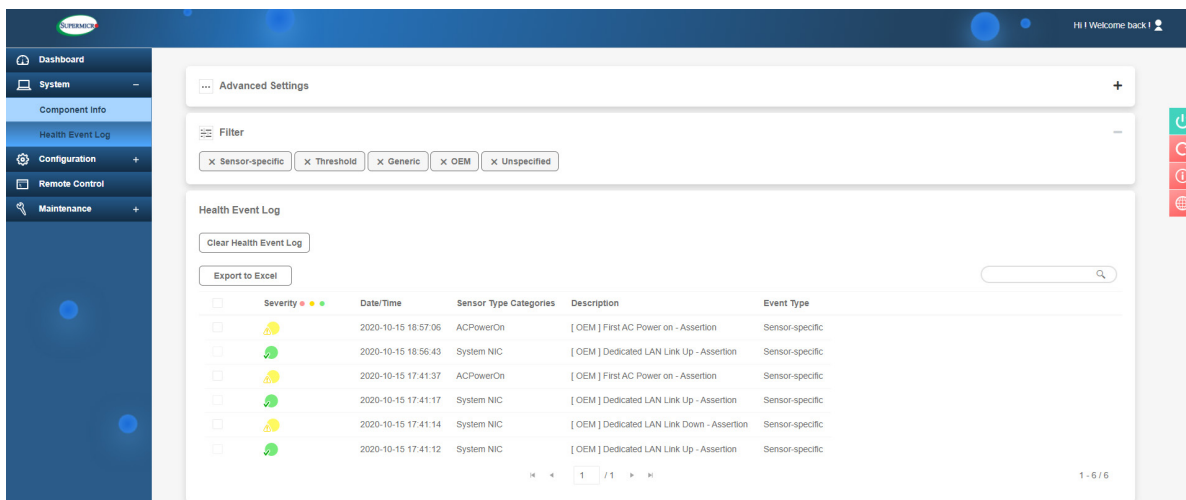 SUPERMICR
Hi ! Welcome back !
Dashboard
System −
Component Info
Health Event Log
Configuration +
Remote Control
Maintenance +
... Advanced Settings +
Filter −
× Sensor-specific × Threshold × Generic × OEM × Unspecified
Health Event Log
Clear Health Event Log
Export to Excel
Severity Date/Time Sensor Type Categories Description Event Type
2020-10-15 18:57:06 ACPowerOn [ OEM ] First AC Power on - Assertion Sensor-specific
2020-10-15 18:56:43 System NIC [ OEM ] Dedicated LAN Link Up - Assertion Sensor-specific
2020-10-15 17:41:37 ACPowerOn [ OEM ] First AC Power on - Assertion Sensor-specific
2020-10-15 17:41:17 System NIC [ OEM ] Dedicated LAN Link Up - Assertion Sensor-specific
2020-10-15 17:41:14 System NIC [ OEM ] Dedicated LAN Link Down - Assertion Sensor-specific
2020-10-15 17:41:12 System NIC [ OEM ] Dedicated LAN Link Up - Assertion Sensor-specific
1 / 1
1 - 6 / 6